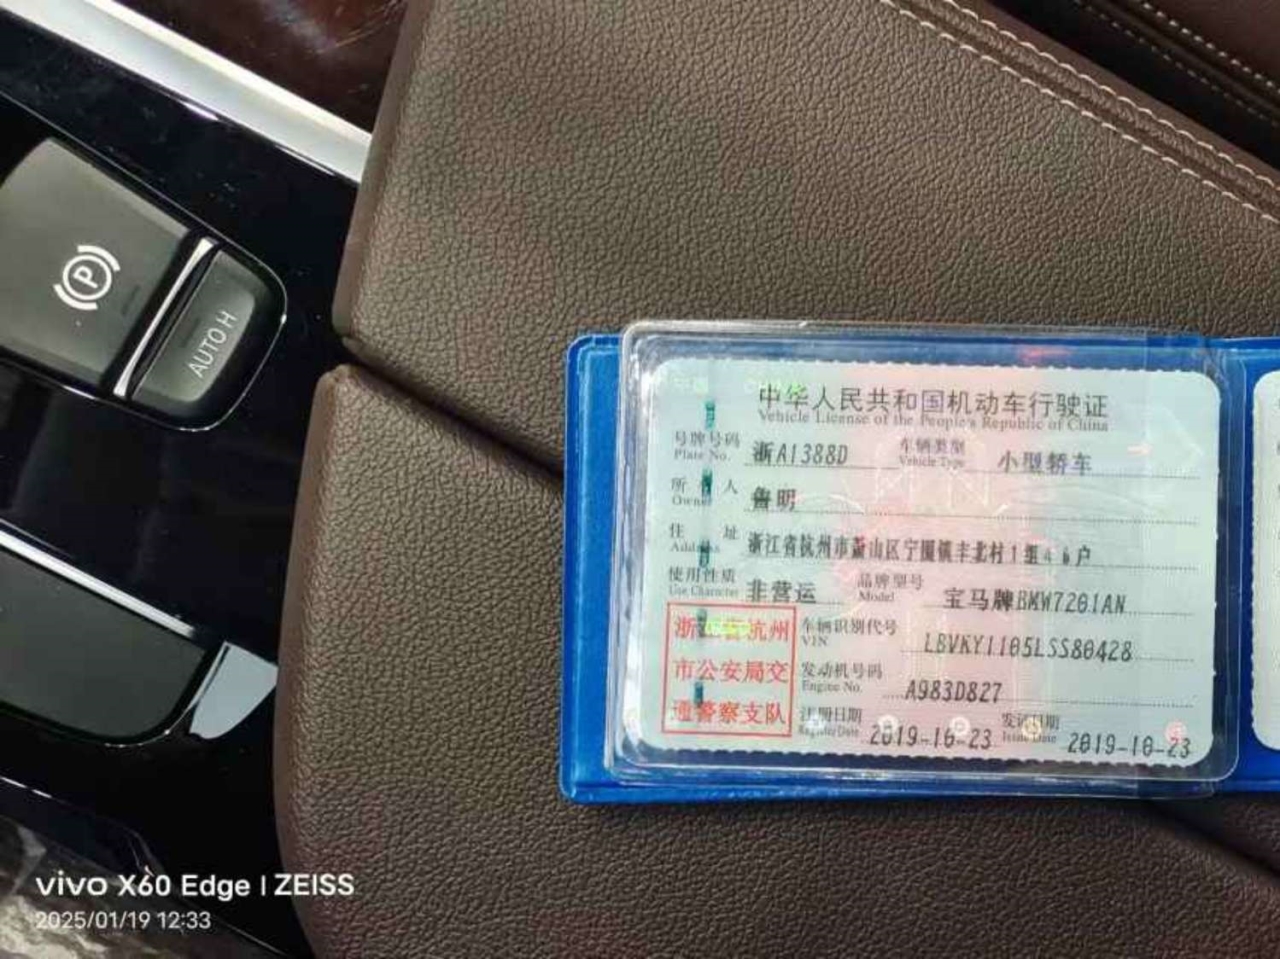 P
AUTO H
中华人民共和国机动车行驶证
Vehicle License of the People's Republic of China
号牌号码 浙A1388D 车辆类型 小型轿车
Plate No. Vehicle Type
所 人 鲁明
Owner
住 址 浙江省杭州市萧山区宁围镇丰北村1组46户
Address
使用性质 非营运 品牌型号 宝马牌BMW7201AN
Use Character Model
浙江省杭州
市公安局交
通警察支队
车辆识别代号 LBVKY1105LSS80428
VIN
发动机号码 A983D827
Engine No.
注册日期 2019-10-23 发证日期 2019-10-23
Register Date Issue Date
vivo X60 Edge | ZEISS
2025/01/19 12:33